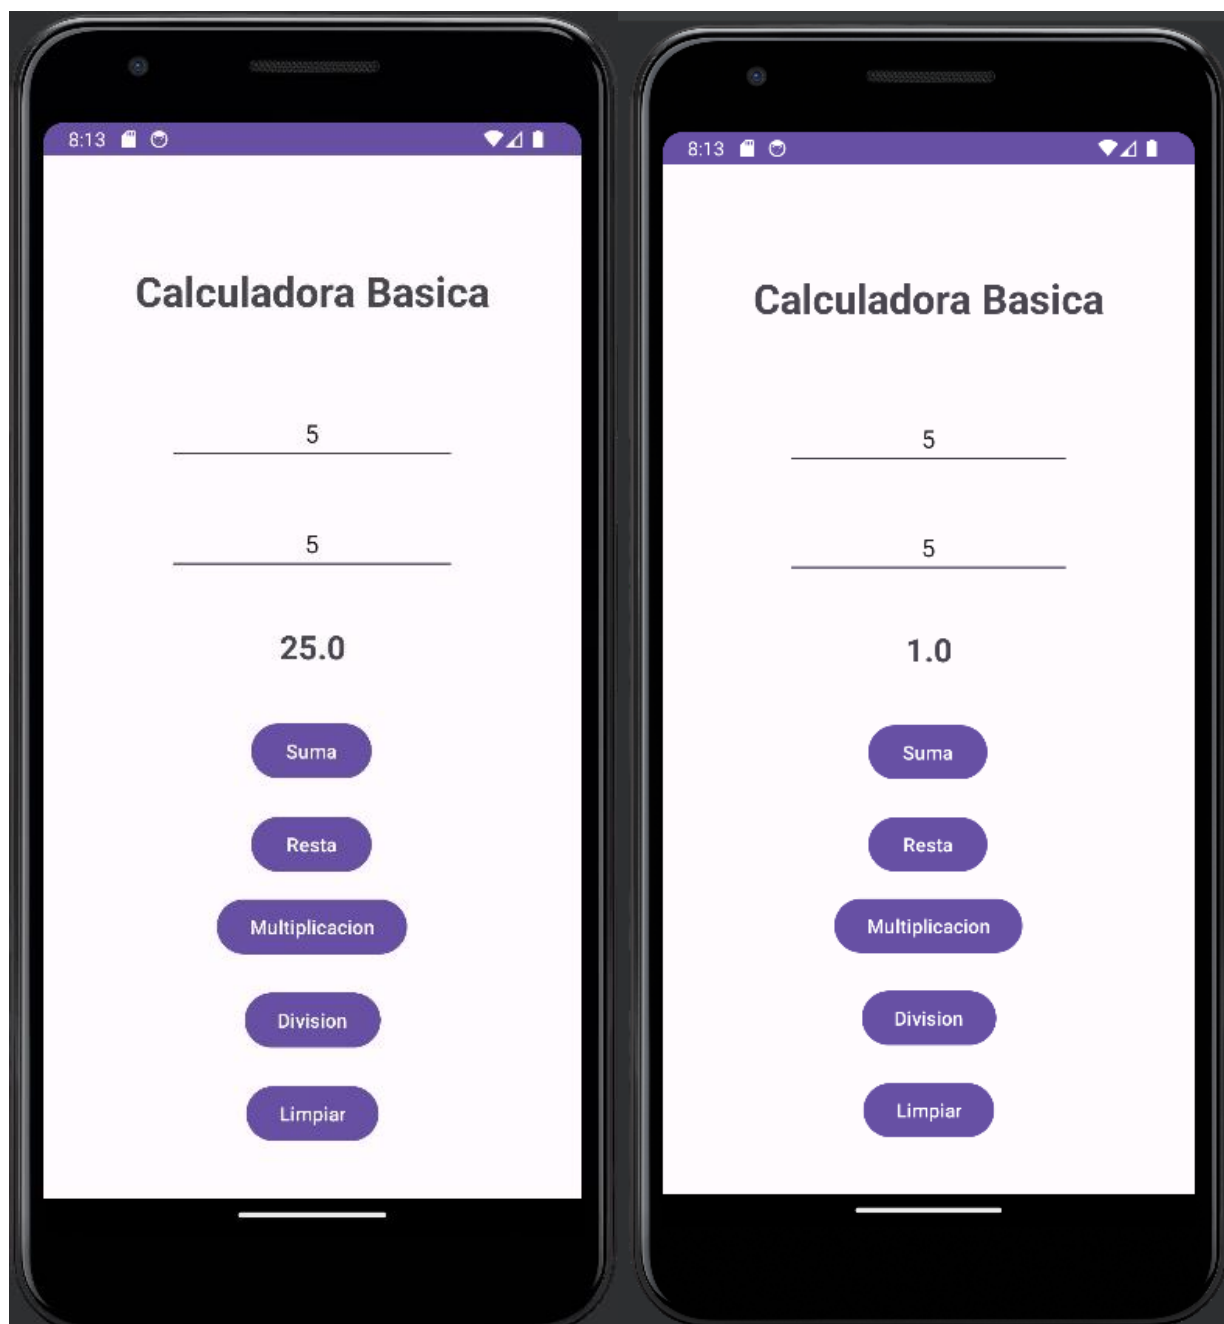 8:13
Calculadora Basica
5
5
25.0
Suma
Resta
Multiplicacion
Division
Limpiar
8:13
Calculadora Basica
5
5
1.0
Suma
Resta
Multiplicacion
Division
Limpiar